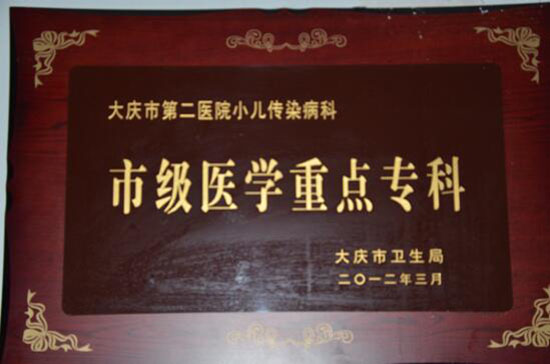 大庆市第二医院小儿传染病科
市级医学重点专科
大庆市卫生局
二〇一二年三月